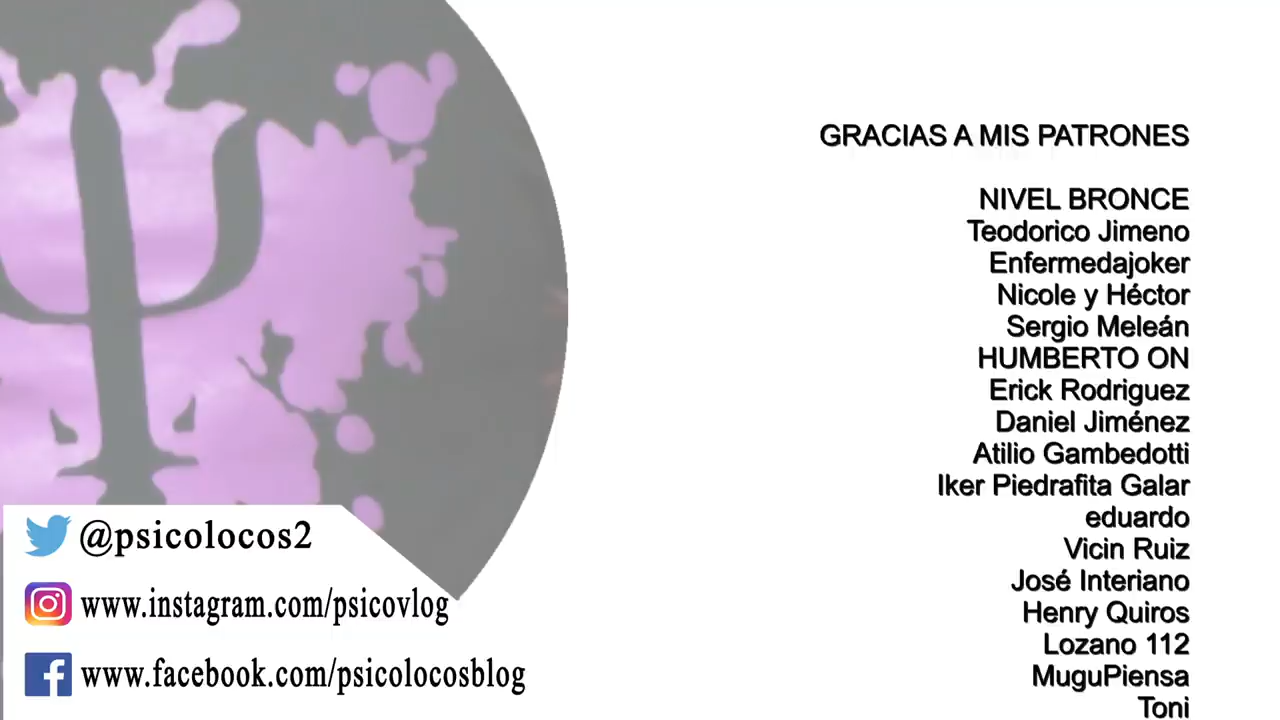 GRACIAS A MIS PATRONES
NIVEL BRONCE
Teodorico Jimeno
Enfermedajoker
Nicole y Héctor
Sergio Meleán
HUMBERTO ON
Erick Rodriguez
Daniel Jiménez
Atilio Gambedotti
Iker Piedrafita Galar
eduardo
Vicin Ruiz
José Interiano
Henry Quiros
Lozano 112
MuguPiensa
Toni
@psicolocos2
www.instagram.com/psicovlog
www.facebook.com/psicolocosblog